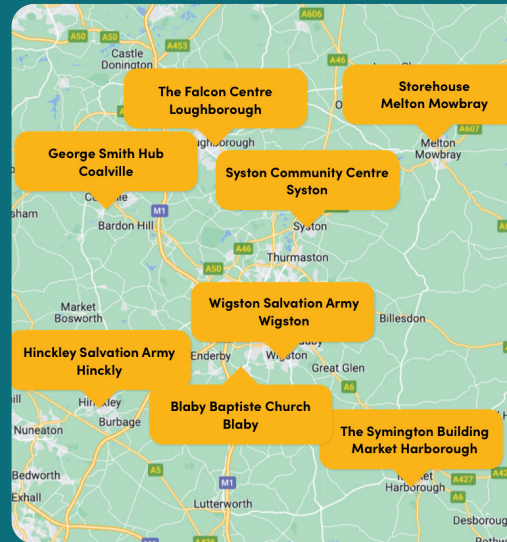 A606
A50
A50
A453
Castle
Donington
A46
The Falcon Centre
Loughborough
Storehouse
Melton Mowbray
A607
Melton
Mowbray
George Smith Hub
Coalville
Syston Community Centre
Syston
M1
Bardon Hill
Syston
A46
Thurmaston
A50
Market
Bosworth
Wigston Salvation Army
Wigston
Billesdon
Hinckley Salvation Army
Hinckly
Enderby
Wigston
Great Glen
A6
Blaby Baptiste Church
Blaby
Burbage
Nuneaton
The Symington Building
Market Harborough
A5
Bedworth
M1
Harborough
A427
A6
Exhall
Lutterworth